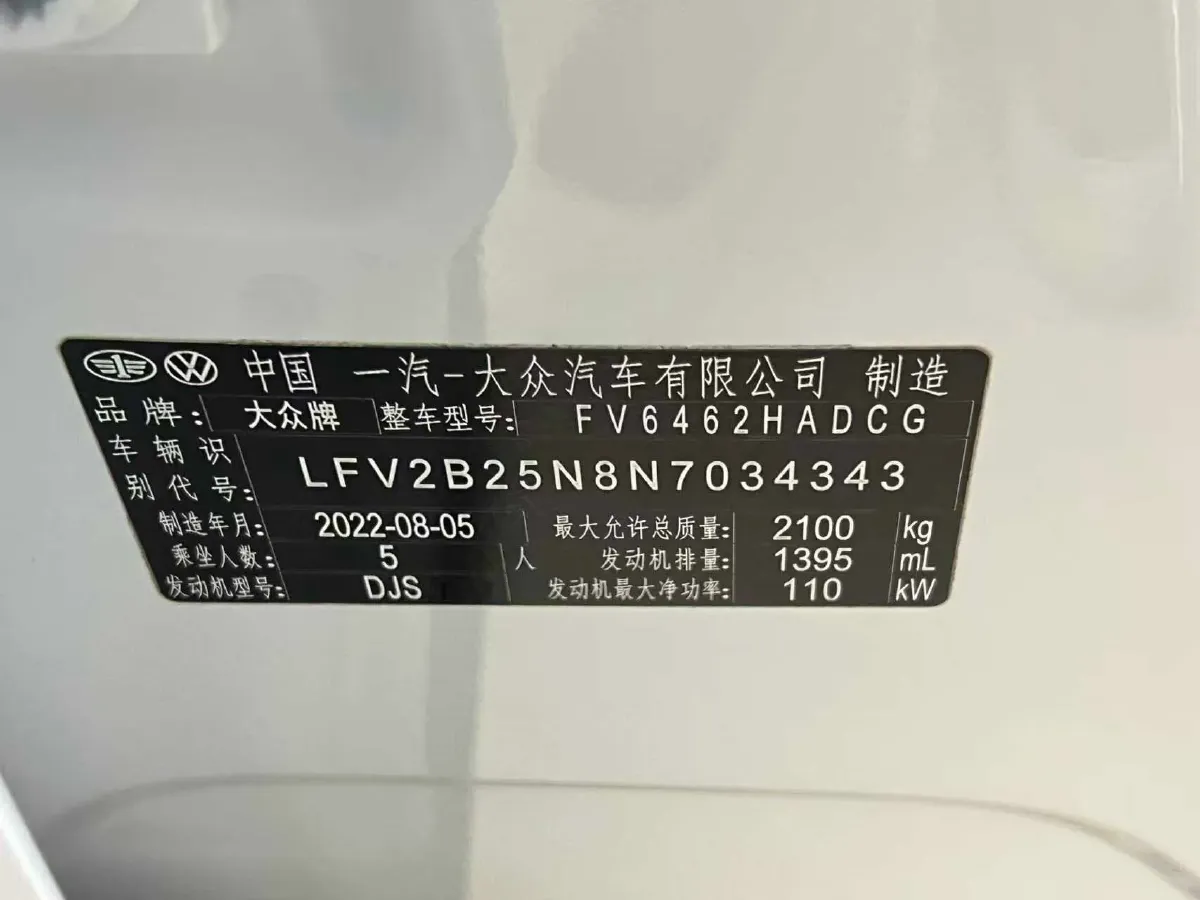 中国 一汽-大众汽车有限公司 制造
品牌: 大众牌 整车型号: FV6462HADCG
车辆识
别代号: LFV2B25N8N7034343
制造年月: 2022-08-05 最大允许总质量: 2100 kg
乘坐人数: 5 人 发动机排量: 1395 mL
发动机型号: DJS 发动机最大净功率: 110 kW